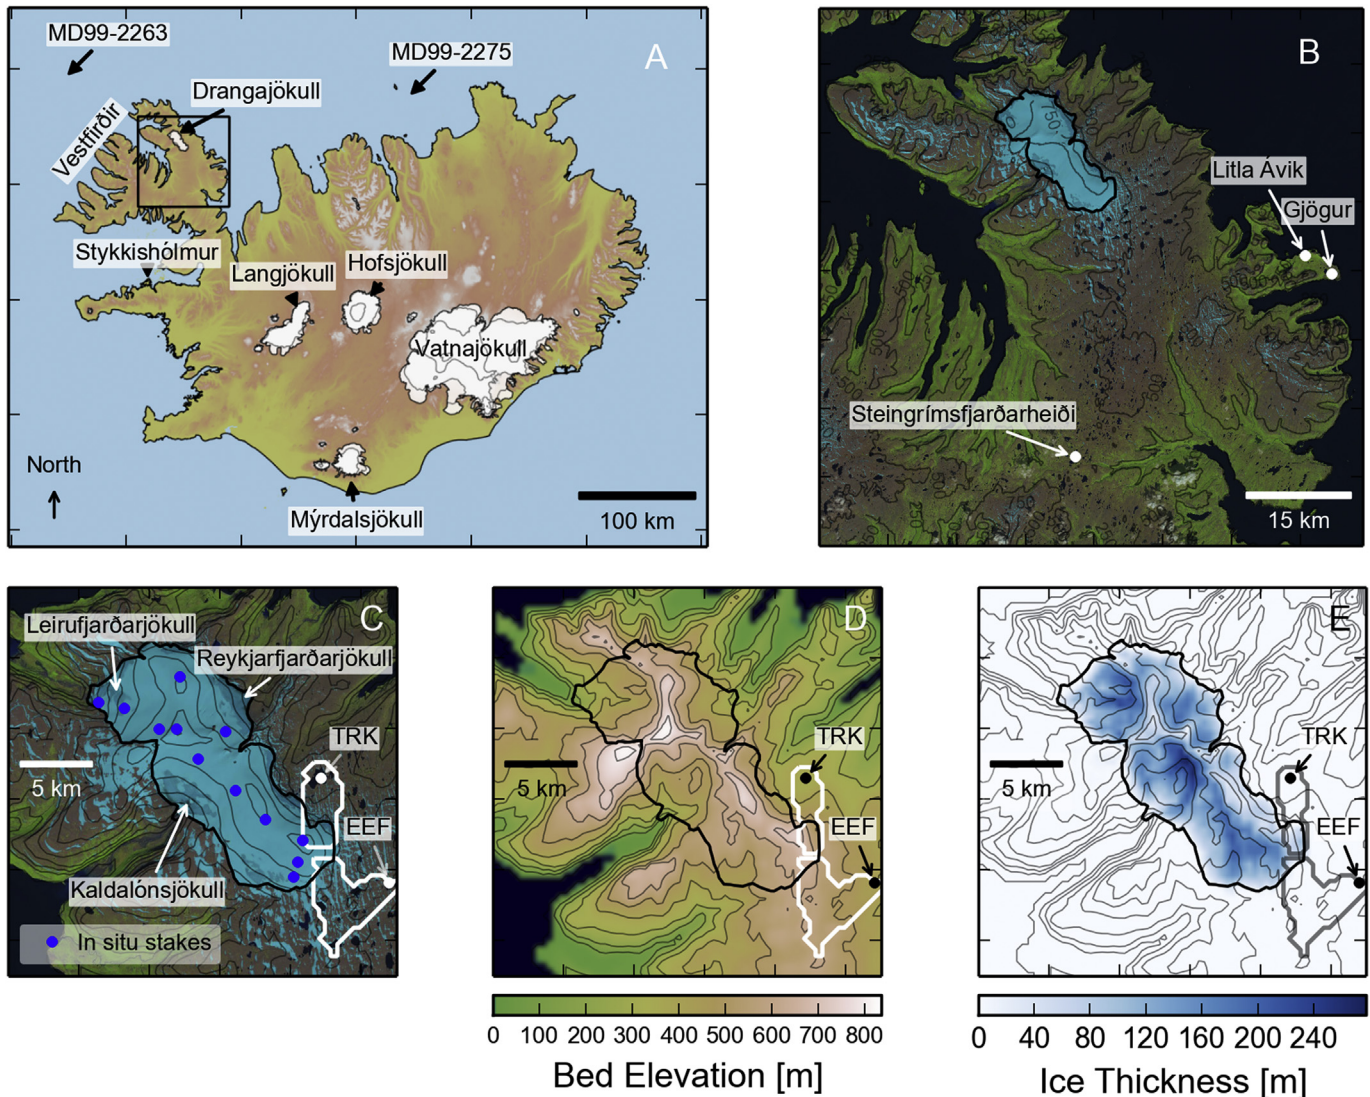 MD99-2263
MD99-2275
A
Drangajökull
Vestfirðir
Stykkishólmur
Langjökull
Hofsjökull
Vatnajökull
North
Mýrdalsjökull
100 km
B
Litla Ávik
Gjögur
Steingrímsfjarðarheiði
15 km
C
Leirufjarðarjökull
Reykjarfjarðarjökull
TRK
5 km
EEF
Kaldalónsjökull
In situ stakes
D
TRK
5 km
EEF
0 100 200 300 400 500 600 700 800
Bed Elevation [m]
E
TRK
5 km
EEF
0 40 80 120 160 200 240
Ice Thickness [m]